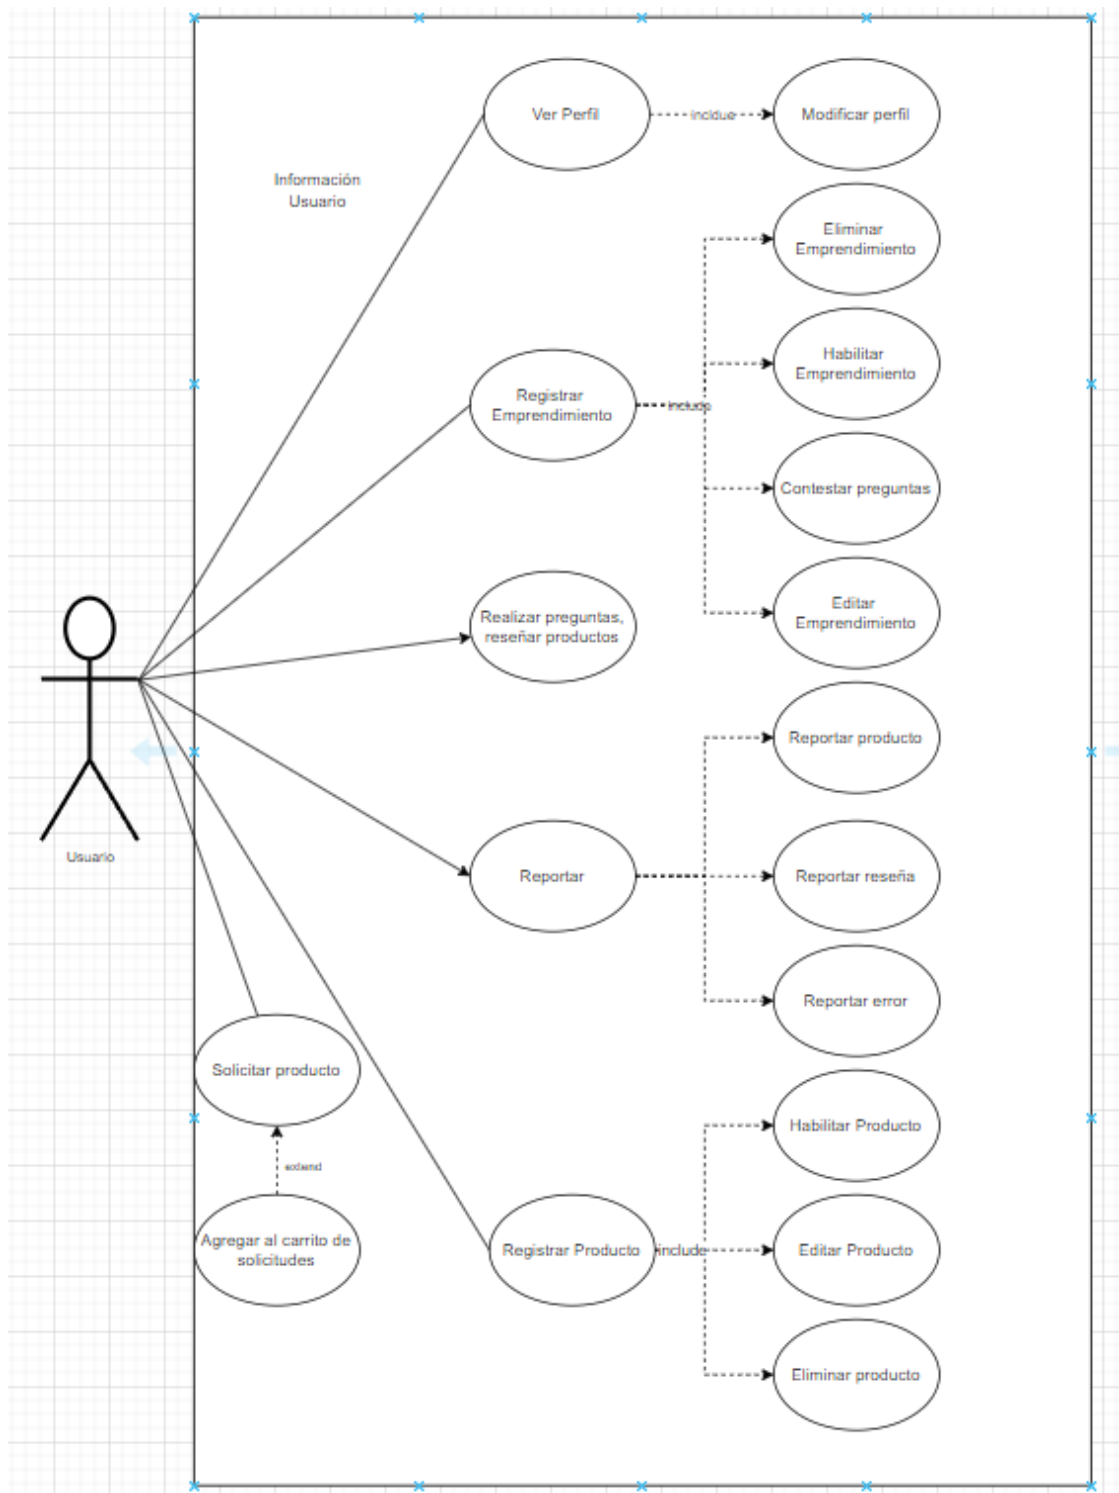 Ver Perfil
incldue
Modificar perfil
Información
Usuario
Eliminar
Emprendimiento
Habilitar
Emprendimiento
Registrar
Emprendimiento
include
Contestar preguntas
Realizar preguntas,
reseñar productos
Editar
Emprendimiento
Reportar producto
Usuario
Reportar
Reportar reseña
Reportar error
Solicitar producto
Habilitar Producto
extend
Agregar al carrito de
solicitudes
Registrar Producto
include
Editar Producto
Eliminar producto